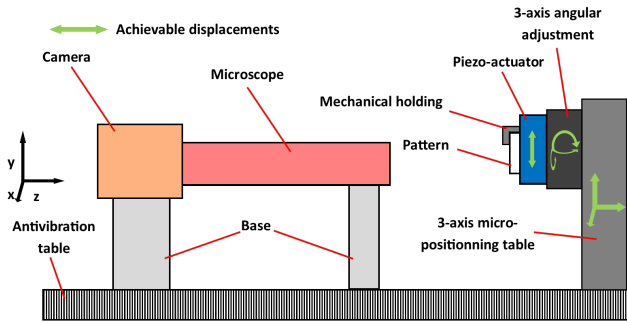 Achievable displacements
3-axis angular
adjustment
Camera
Piezo-actuator
Microscope
Mechanical holding
Pattern
y
x
z
Antivibration
table
Base
3-axis micro-
positionning table